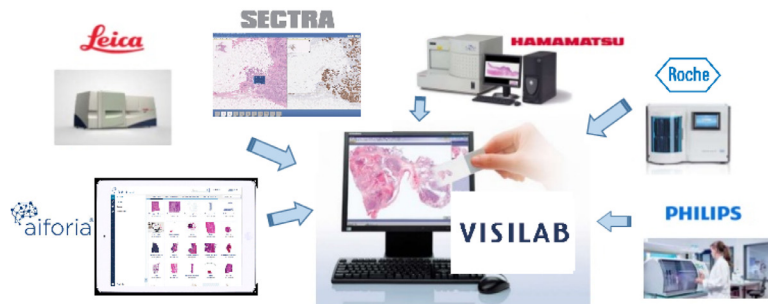 Leica
SECTRA
HAMAMATSU
Roche
aiforia
VISILAB
PHILIPS